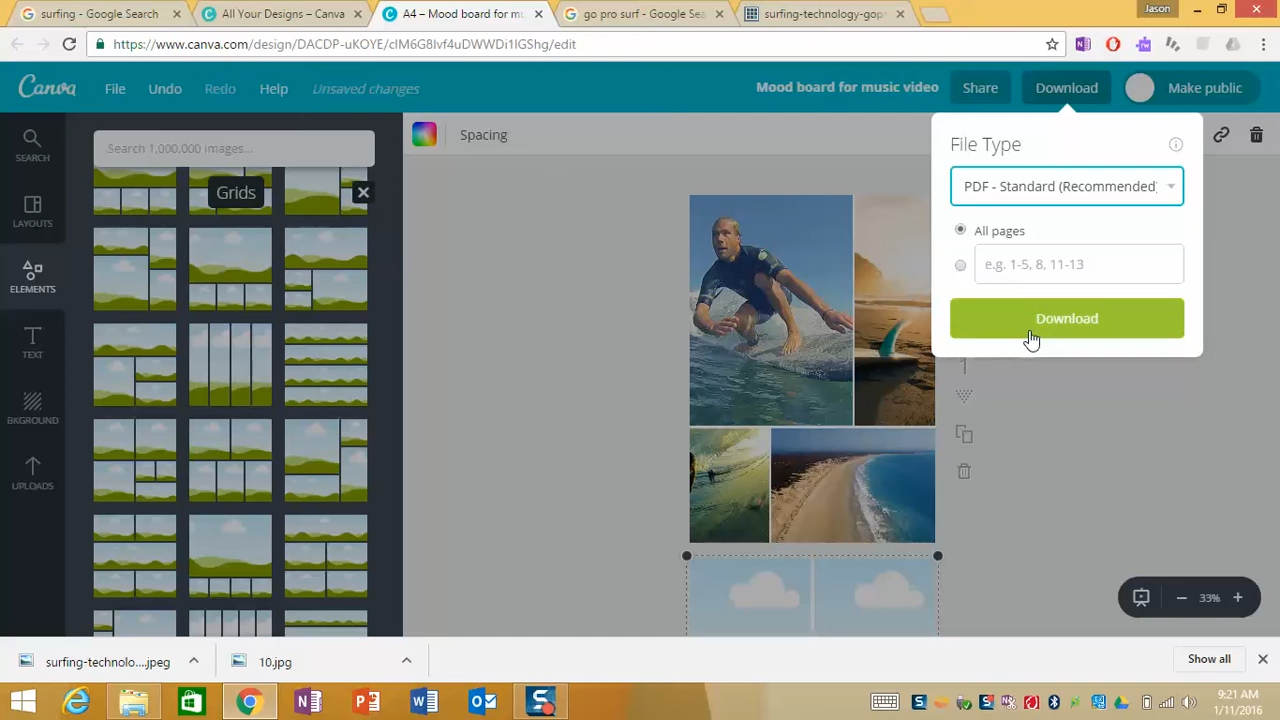 surfing - Google Search
All Your Designs – Canva
A4 – Mood board for mu
go pro surf - Google Sea
surfing-technology-gopr
Jason
https://www.canva.com/design/DACDP-uKOYE/cIM6G8Ivf4uDWWDi1IGShg/edit
Canva
File
Undo
Redo
Help
Unsaved changes
Mood board for music video
Share
Download
Make public
SEARCH
LAYOUTS
ELEMENTS
TEXT
BKGROUND
UPLOADS
Search 1,000,000 images...
Grids
Spacing
File Type
PDF - Standard (Recommended)
All pages
e.g. 1-5, 8, 11-13
Download
1
33%
surfing-technolo....jpeg
10.jpg
Show all
9:21 AM
1/11/2016